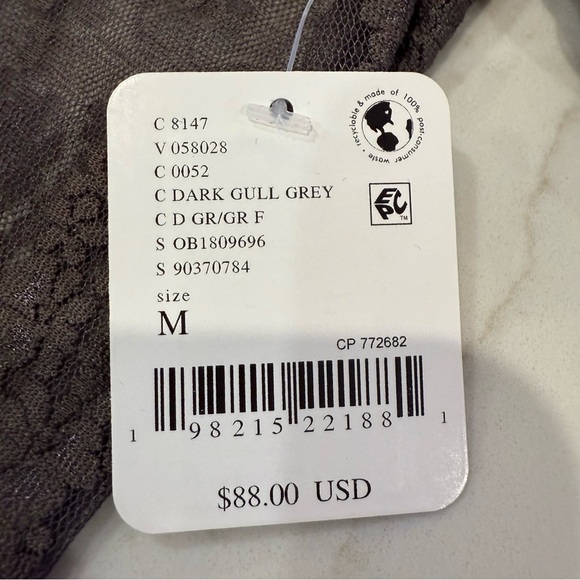 C 8147
V 058028
C 0052
C DARK GULL GREY
C D GR/GR F
S OB1809696
S 90370784
size
M
recyclable & made of 100% post-consumer waste •
EPC
TM
CP 772682
1 98215 22188 1
$88.00 USD